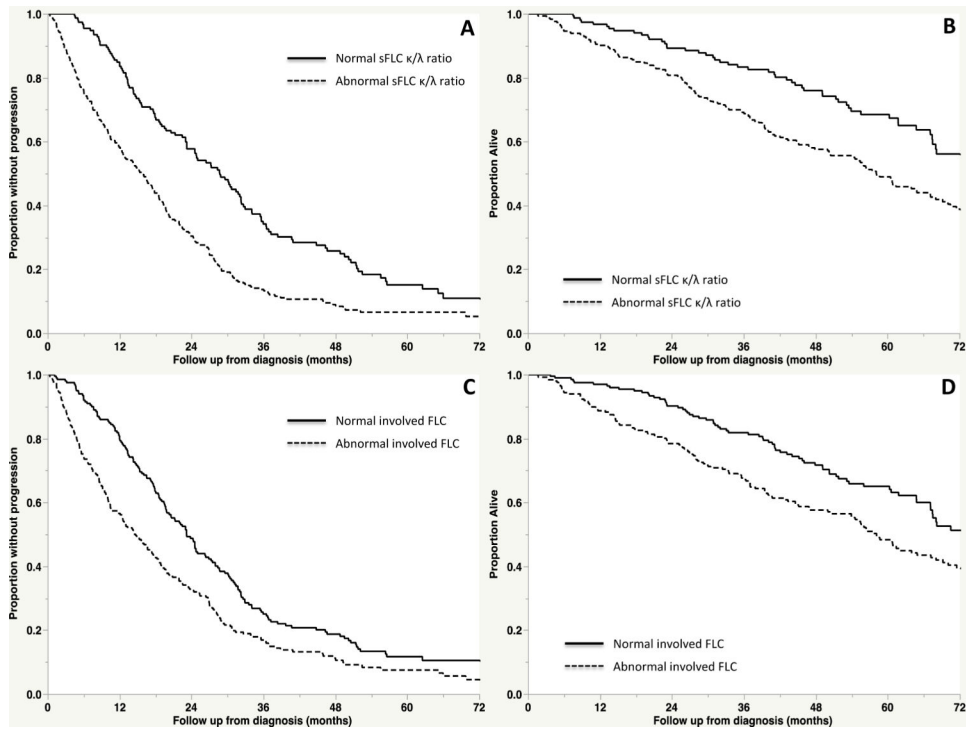 A
1.0
0.8
0.6
0.4
0.2
0.0
Proportion without progression
Normal sFLC κ/λ ratio
Abnormal sFLC κ/λ ratio
0 12 24 36 48 60 72
Follow up from diagnosis (months)
B
1.0
0.8
0.6
0.4
0.2
0.0
Proportion Alive
Normal sFLC κ/λ ratio
Abnormal sFLC κ/λ ratio
0 12 24 36 48 60 72
Follow up from diagnosis (months)
C
1.0
0.8
0.6
0.4
0.2
0.0
Proportion without progression
Normal involved FLC
Abnormal involved FLC
0 12 24 36 48 60 72
Follow up from diagnosis (months)
D
1.0
0.8
0.6
0.4
0.2
0.0
Proportion Alive
Normal involved FLC
Abnormal involved FLC
0 12 24 36 48 60 72
Follow up from diagnosis (months)